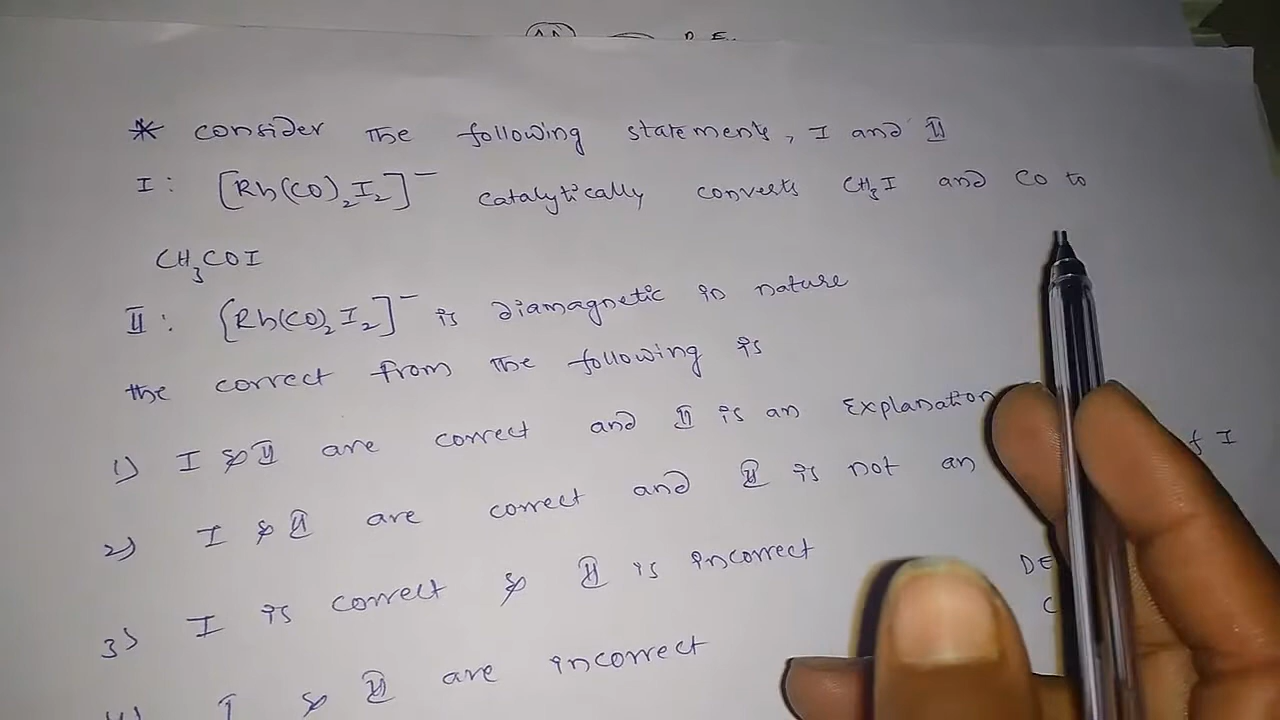 D.E.
* consider the following statements, I and II
I : [Rh(CO)₂I₂]⁻ catalytically converts CH₃I and CO to
CH₃COI
II : [Rh(CO)₂I₂]⁻ is diamagnetic in nature
the correct from the following is
1) I & II are correct and II is an Explanation
2) I & II are correct and II is not an f I
3) I is correct & II is incorrect
4) I & II are incorrect
DE
C